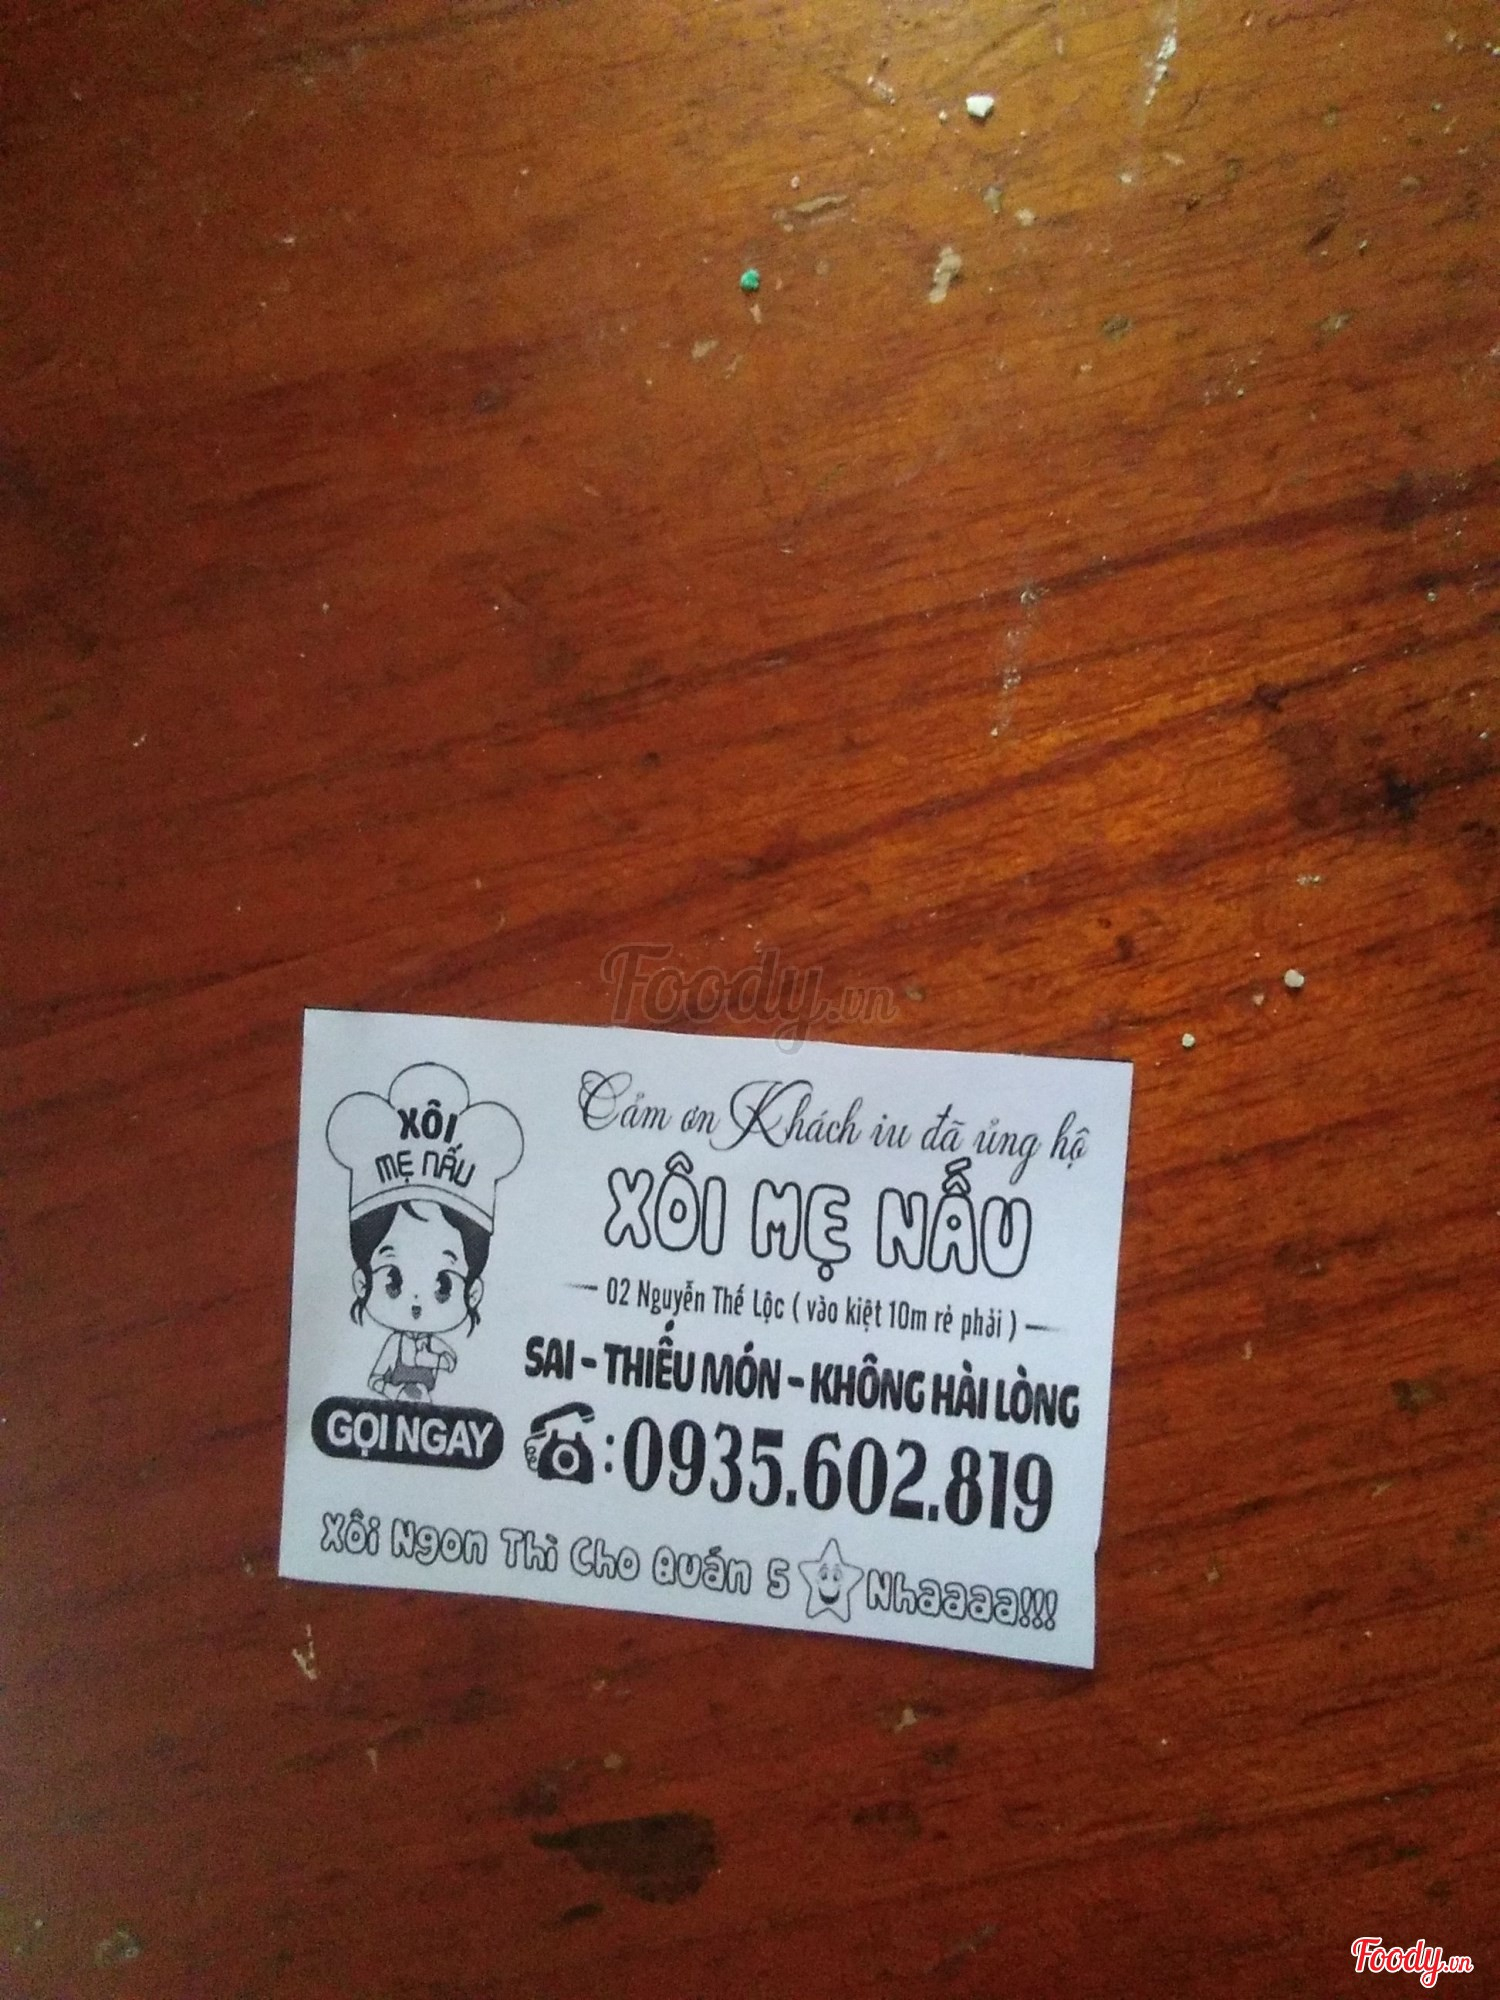 Foody.vn
XÔI
MẸ NẤU
Cảm ơn Khách iu đã ủng hộ
XÔI MẸ NẤU
02 Nguyễn Thế Lộc ( vào kiệt 10m rẻ phải )
SAI - THIẾU MÓN - KHÔNG HÀI LÒNG
GỌI NGAY
:0935.602.819
Xôi Ngon Thì Cho Quán 5 Nhaaaa!!!
Foody.vn